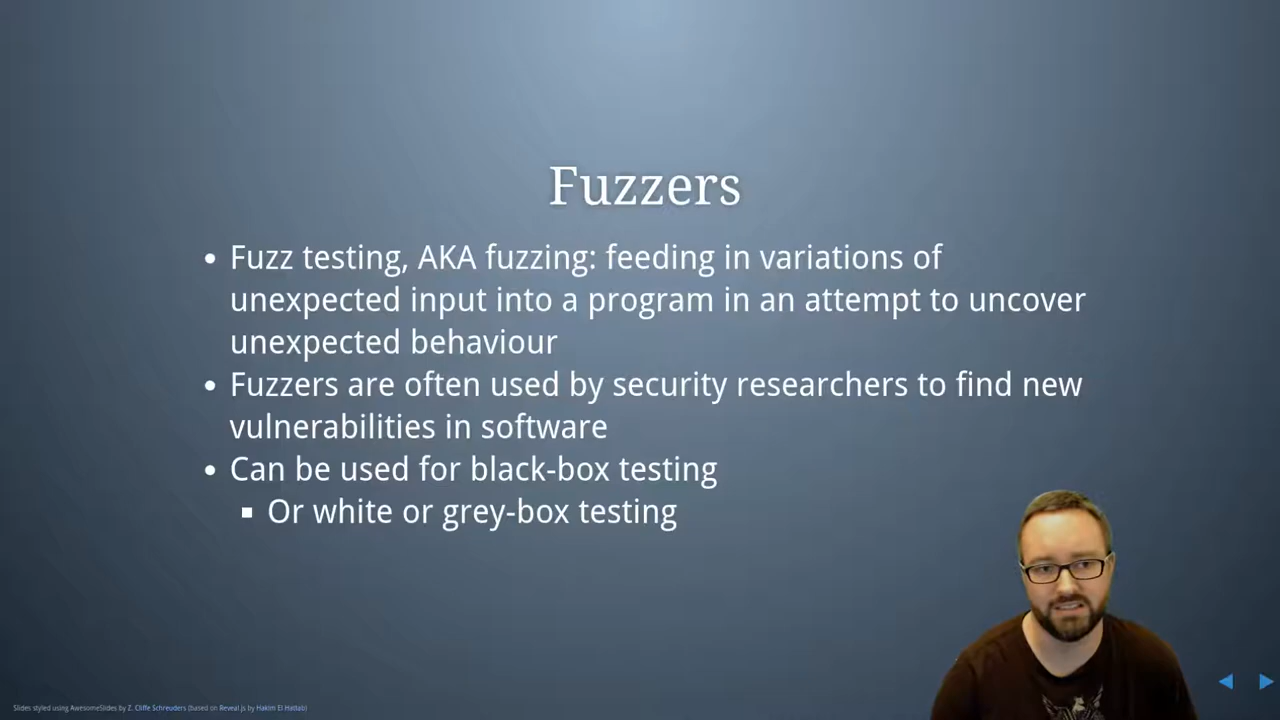 Fuzzers
• Fuzz testing, AKA fuzzing: feeding in variations of
unexpected input into a program in an attempt to uncover
unexpected behaviour
• Fuzzers are often used by security researchers to find new
vulnerabilities in software
• Can be used for black-box testing
▪ Or white or grey-box testing
Slides styled using AwesomeSlides by Z. Cliffe Schreuders (based on Reveal.js by Hakim El Hattab)